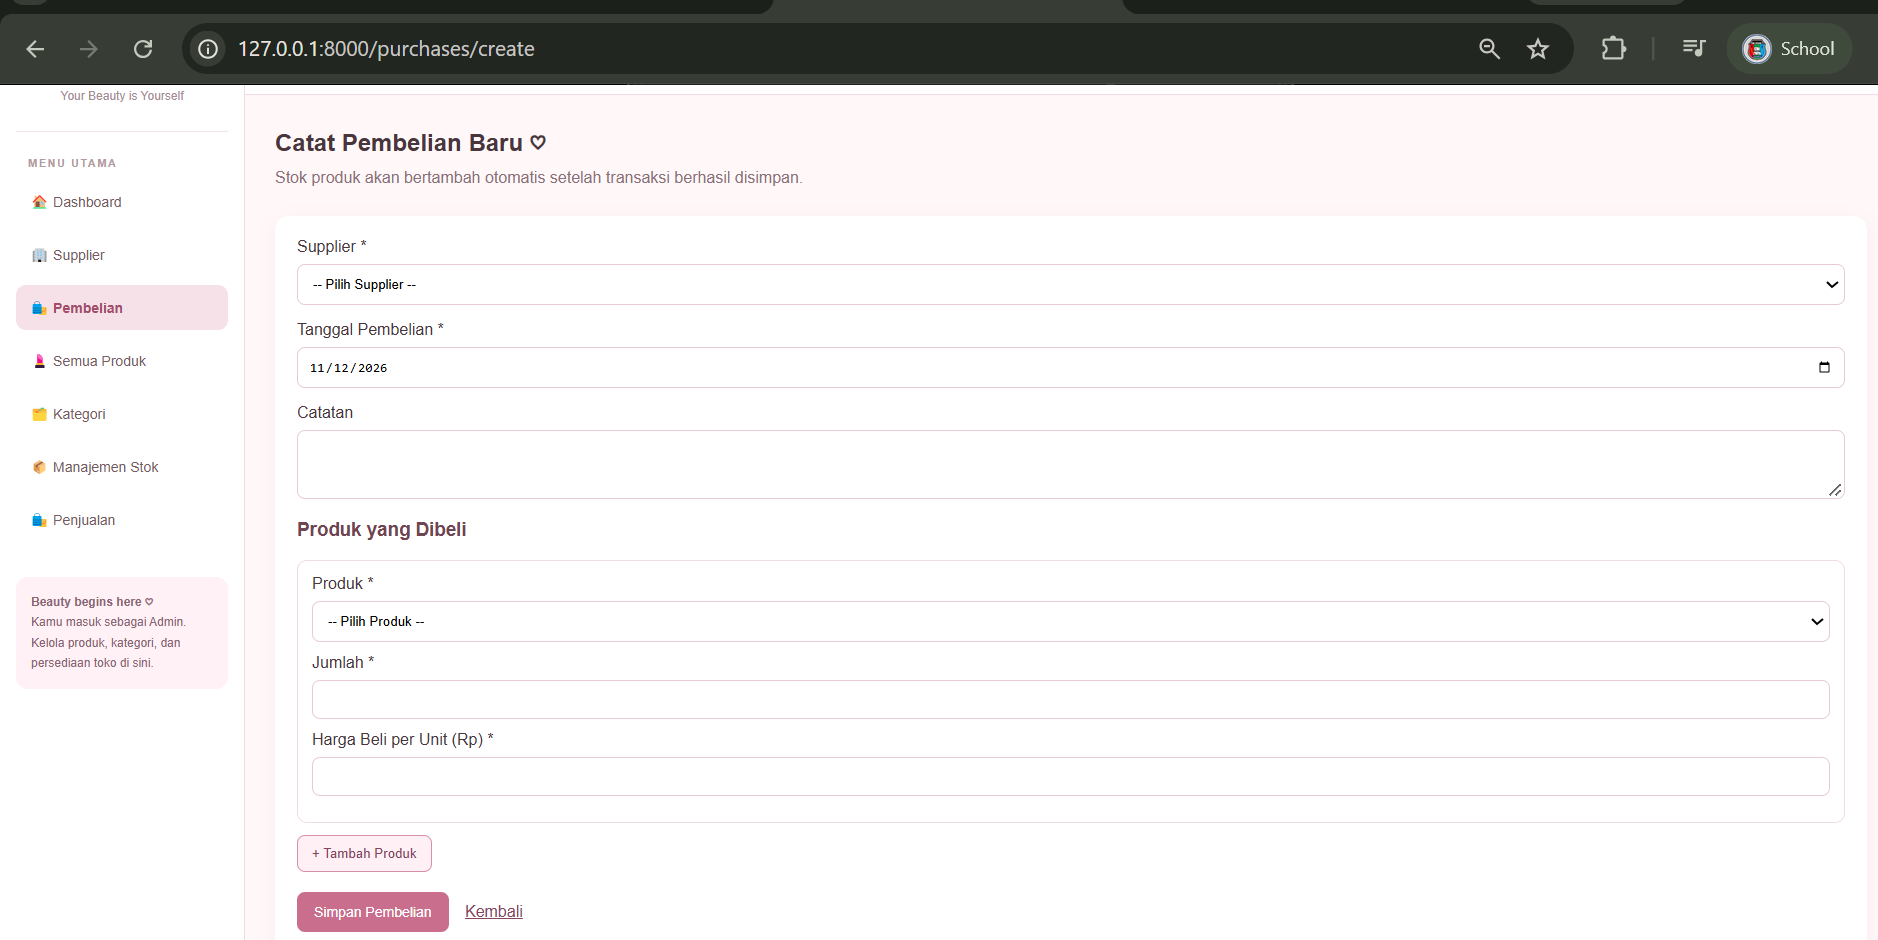 127.0.0.1:8000/purchases/create
School
Your Beauty is Yourself
MENU UTAMA
Dashboard
Supplier
Pembelian
Semua Produk
Kategori
Manajemen Stok
Penjualan
Beauty begins here ♡
Kamu masuk sebagai Admin.
Kelola produk, kategori, dan
persediaan toko di sini.
Catat Pembelian Baru ♡
Stok produk akan bertambah otomatis setelah transaksi berhasil disimpan.
Supplier *
-- Pilih Supplier --
Tanggal Pembelian *
11/12/2026
Catatan
Produk yang Dibeli
Produk *
-- Pilih Produk --
Jumlah *
Harga Beli per Unit (Rp) *
+ Tambah Produk
Simpan Pembelian
Kembali